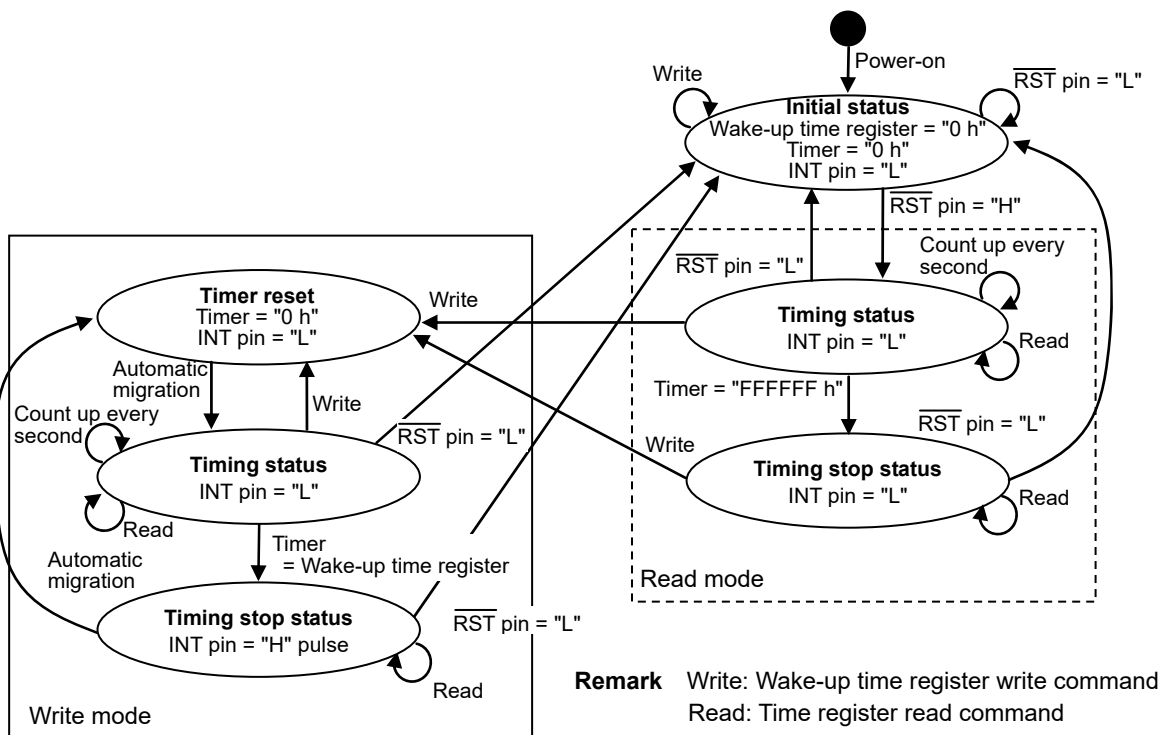 Power-on
Write
RST pin = "L"
Initial status
Wake-up time register = "0 h"
Timer = "0 h"
INT pin = "L"
RST pin = "H"
RST pin = "L"
Count up every
second
Timing status
INT pin = "L"
Read
Write
Timer = "FFFFFF h"
RST pin = "L"
Write
Timing stop status
INT pin = "L"
Read
Read mode
Timer reset
Timer = "0 h"
INT pin = "L"
Automatic
migration
Write
Count up every
second
RST pin = "L"
Timing status
INT pin = "L"
Read
Automatic
migration
Timer
= Wake-up time register
Timing stop status
INT pin = "H" pulse
RST pin = "L"
Read
Write mode
Remark Write: Wake-up time register write command
Read: Time register read command